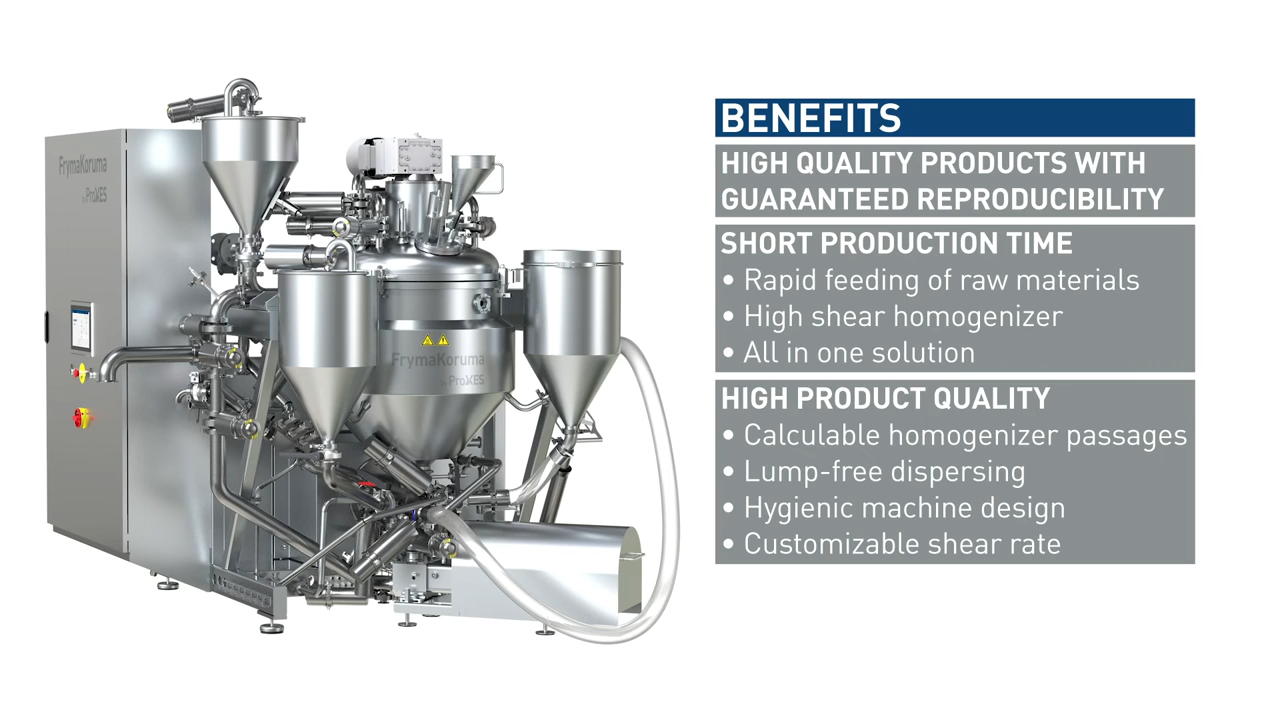 FrymaKoruma
by ProXES
FrymaKoruma
by ProXES
BENEFITS
HIGH QUALITY PRODUCTS WITH
GUARANTEED REPRODUCIBILITY
SHORT PRODUCTION TIME
• Rapid feeding of raw materials
• High shear homogenizer
• All in one solution
HIGH PRODUCT QUALITY
• Calculable homogenizer passages
• Lump-free dispersing
• Hygienic machine design
• Customizable shear rate